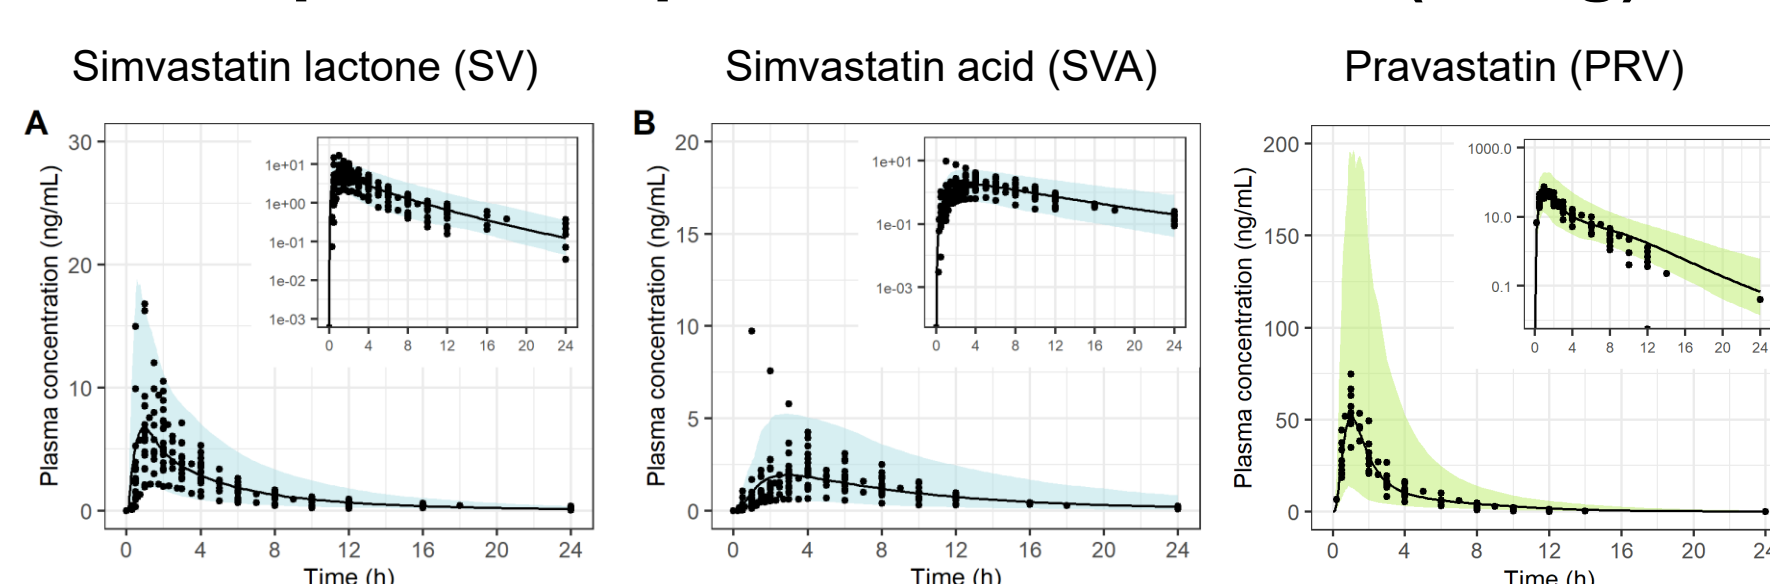 Simvastatin lactone (SV)
Simvastatin acid (SVA)
Pravastatin (PRV)
A
30
20
10
0
Plasma concentration (ng/mL)
0 4 8 12 16 20 24
Time (h)
1e+01
1e+00
1e-01
1e-02
1e-03
0 4 8 12 16 20 24
B
20
15
10
5
0
Plasma concentration (ng/mL)
0 4 8 12 16 20 24
Time (h)
1e+01
1e-01
1e-03
0 4 8 12 16 20 24
200
150
100
50
0
Plasma concentration (ng/mL)
0 4 8 12 16 20 24
Time (h)
1000.0
10.0
0.1
0 4 8 12 16 20 24